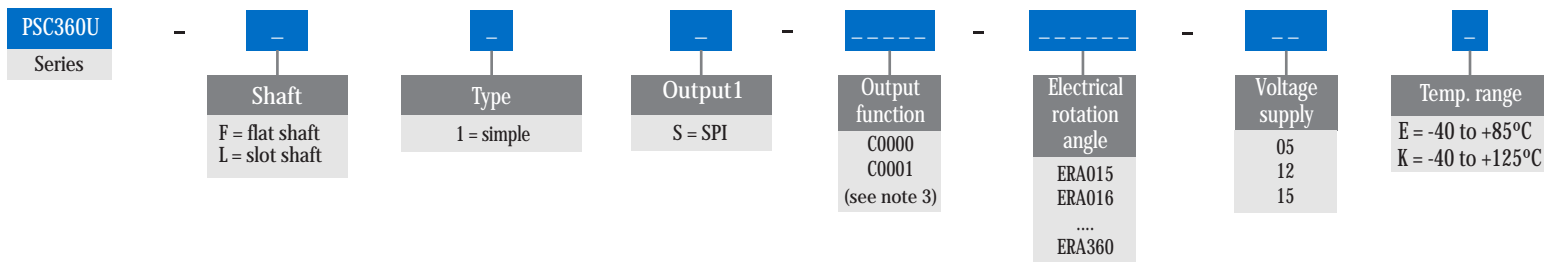 PSC360U - _ _ _ - _ _ _ _ _ - _ _ _ _ _ _ - _ _ _
Series
Shaft
F = flat shaft
L = slot shaft
Type
1 = simple
Output1
S = SPI
Output
function
C0000
C0001
(see note 3)
Electrical
rotation
angle
ERA015
ERA016
....
ERA360
Voltage
supply
05
12
15
Temp. range
E = -40 to +85ºC
K = -40 to +125ºC